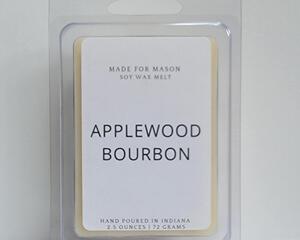 MADE FOR MASON
SOY WAX MELT
APPLEWOOD
BOURBON
HAND POURED IN INDIANA
2.5 OUNCES | 72 GRAMS